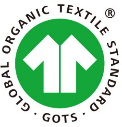 GLOBAL ORGANIC TEXTILE STANDARD
· GOTS ·
®